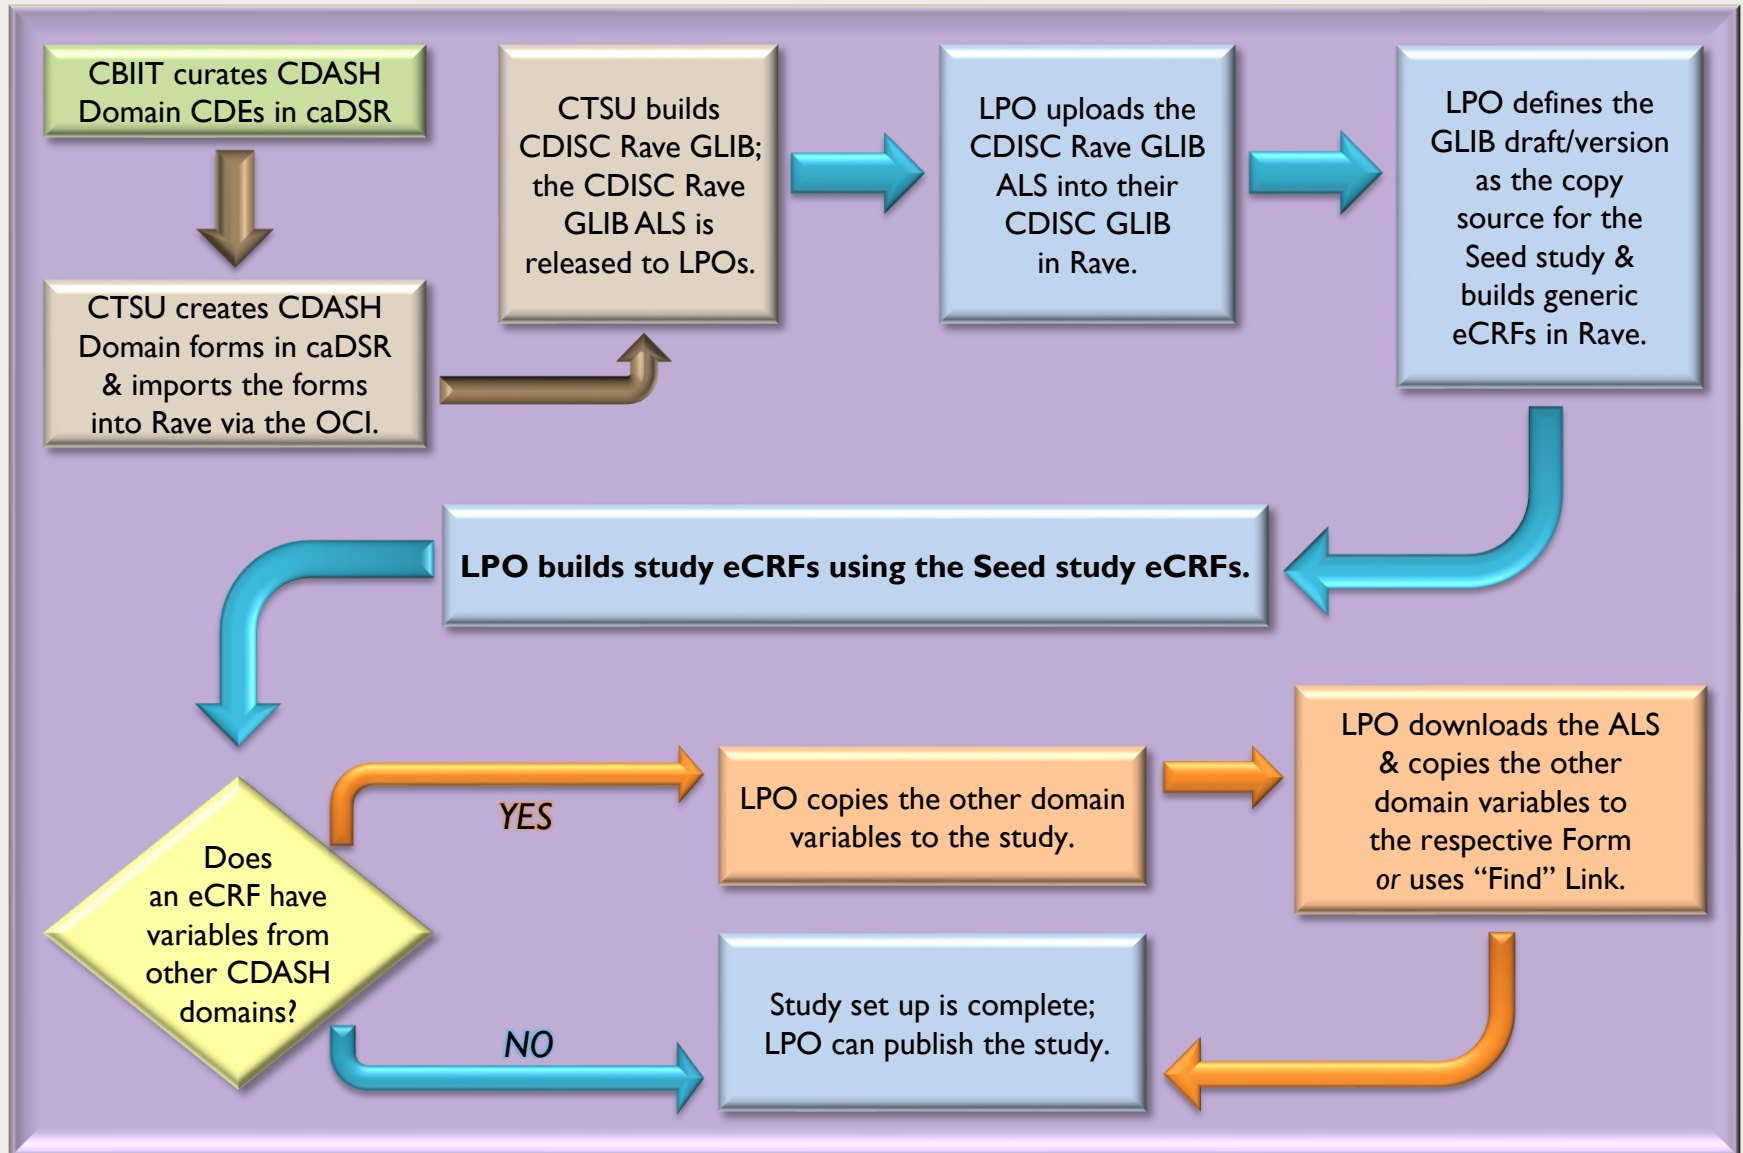 CBIIT curates CDASH
Domain CDEs in caDSR
CTSU creates CDASH
Domain forms in caDSR
& imports the forms
into Rave via the OCI.
CTSU builds
CDISC Rave GLIB;
the CDISC Rave
GLIB ALS is
released to LPOs.
LPO uploads the
CDISC Rave GLIB
ALS into their
CDISC GLIB
in Rave.
LPO defines the
GLIB draft/version
as the copy
source for the
Seed study &
builds generic
eCRFs in Rave.
LPO builds study eCRFs using the Seed study eCRFs.
Does
an eCRF have
variables from
other CDASH
domains?
YES
LPO copies the other domain
variables to the study.
LPO downloads the ALS
& copies the other
domain variables to
the respective Form
or uses “Find” Link.
NO
Study set up is complete;
LPO can publish the study.